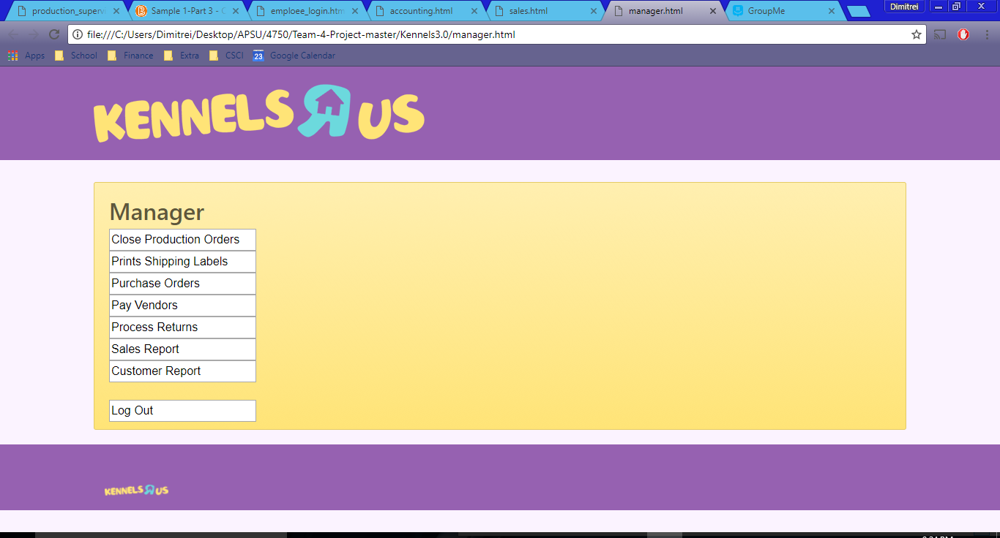 production_superv
Sample 1-Part 3 - C
emploee_login.htm
accounting.html
sales.html
manager.html
GroupMe
Dimitrei
file:///C:/Users/Dimitrei/Desktop/APSU/4750/Team-4-Project-master/Kennels3.0/manager.html
Apps
School
Finance
Extra
CSCI
23
Google Calendar
KENNELS R US
Manager
Close Production Orders
Prints Shipping Labels
Purchase Orders
Pay Vendors
Process Returns
Sales Report
Customer Report
Log Out
KENNELS R US